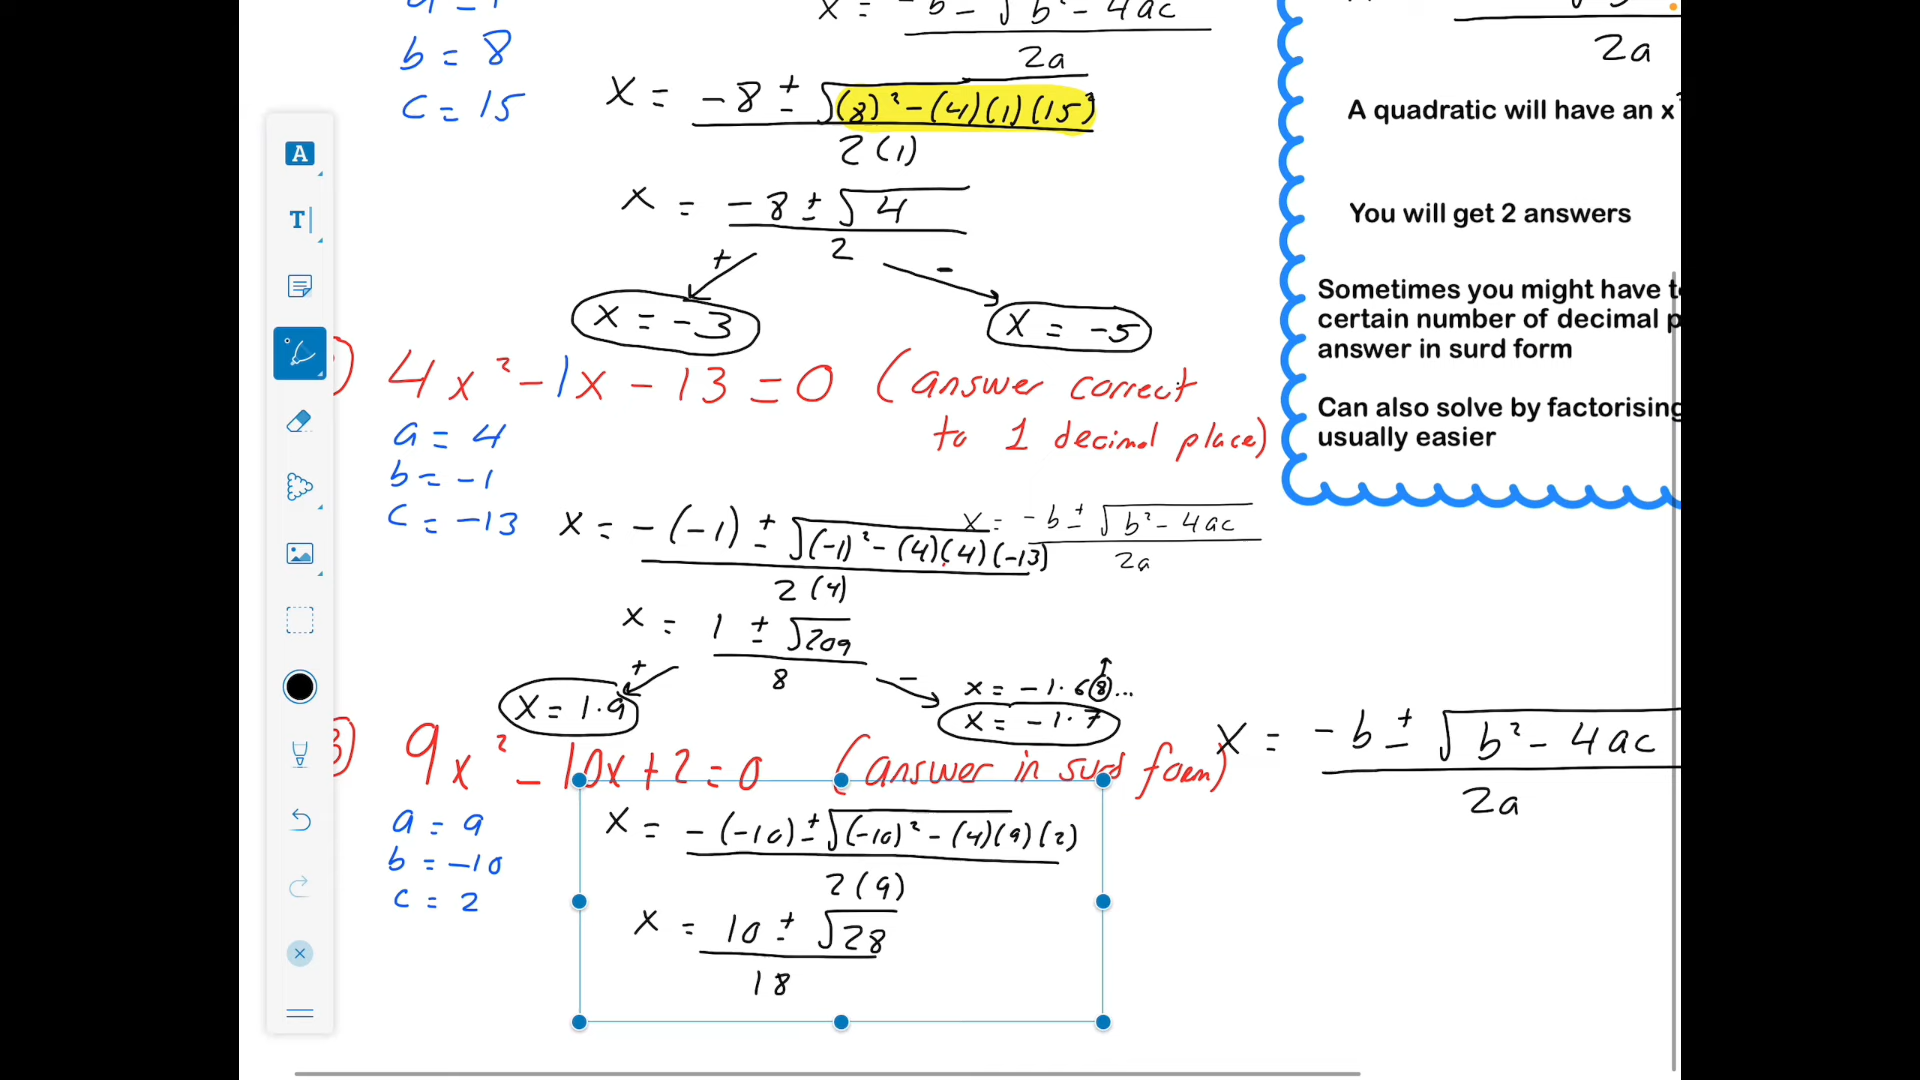 b = 8
c = 15
x = -b - √b² - 4ac
2a
x = -8 ± √(8)² - (4)(1)(15)
2(1)
x = -8 ± √4
2
+
-
x = -3
x = -5
4x² - 1x - 13 = 0 (answer correct
to 1 decimal place)
a = 4
b = -1
c = -13
x = -b ± √b² - 4ac
2a
x = -(-1) ± √(-1)² - (4)(4)(-13)
2(4)
x = 1 ± √209
8
+
-
x = 1.9
x = -1.68...
x = -1.7
3) 9x² - 10x + 2 = 0 (answer in surd form)
a = 9
b = -10
c = 2
x = -(-10) ± √(-10)² - (4)(9)(2)
2(9)
x = 10 ± √28
18
x = -b ± √b² - 4ac
2a
2a
A quadratic will have an x²
You will get 2 answers
Sometimes you might have
certain number of decimal
answer in surd form
Can also solve by factorising
usually easier
A
T